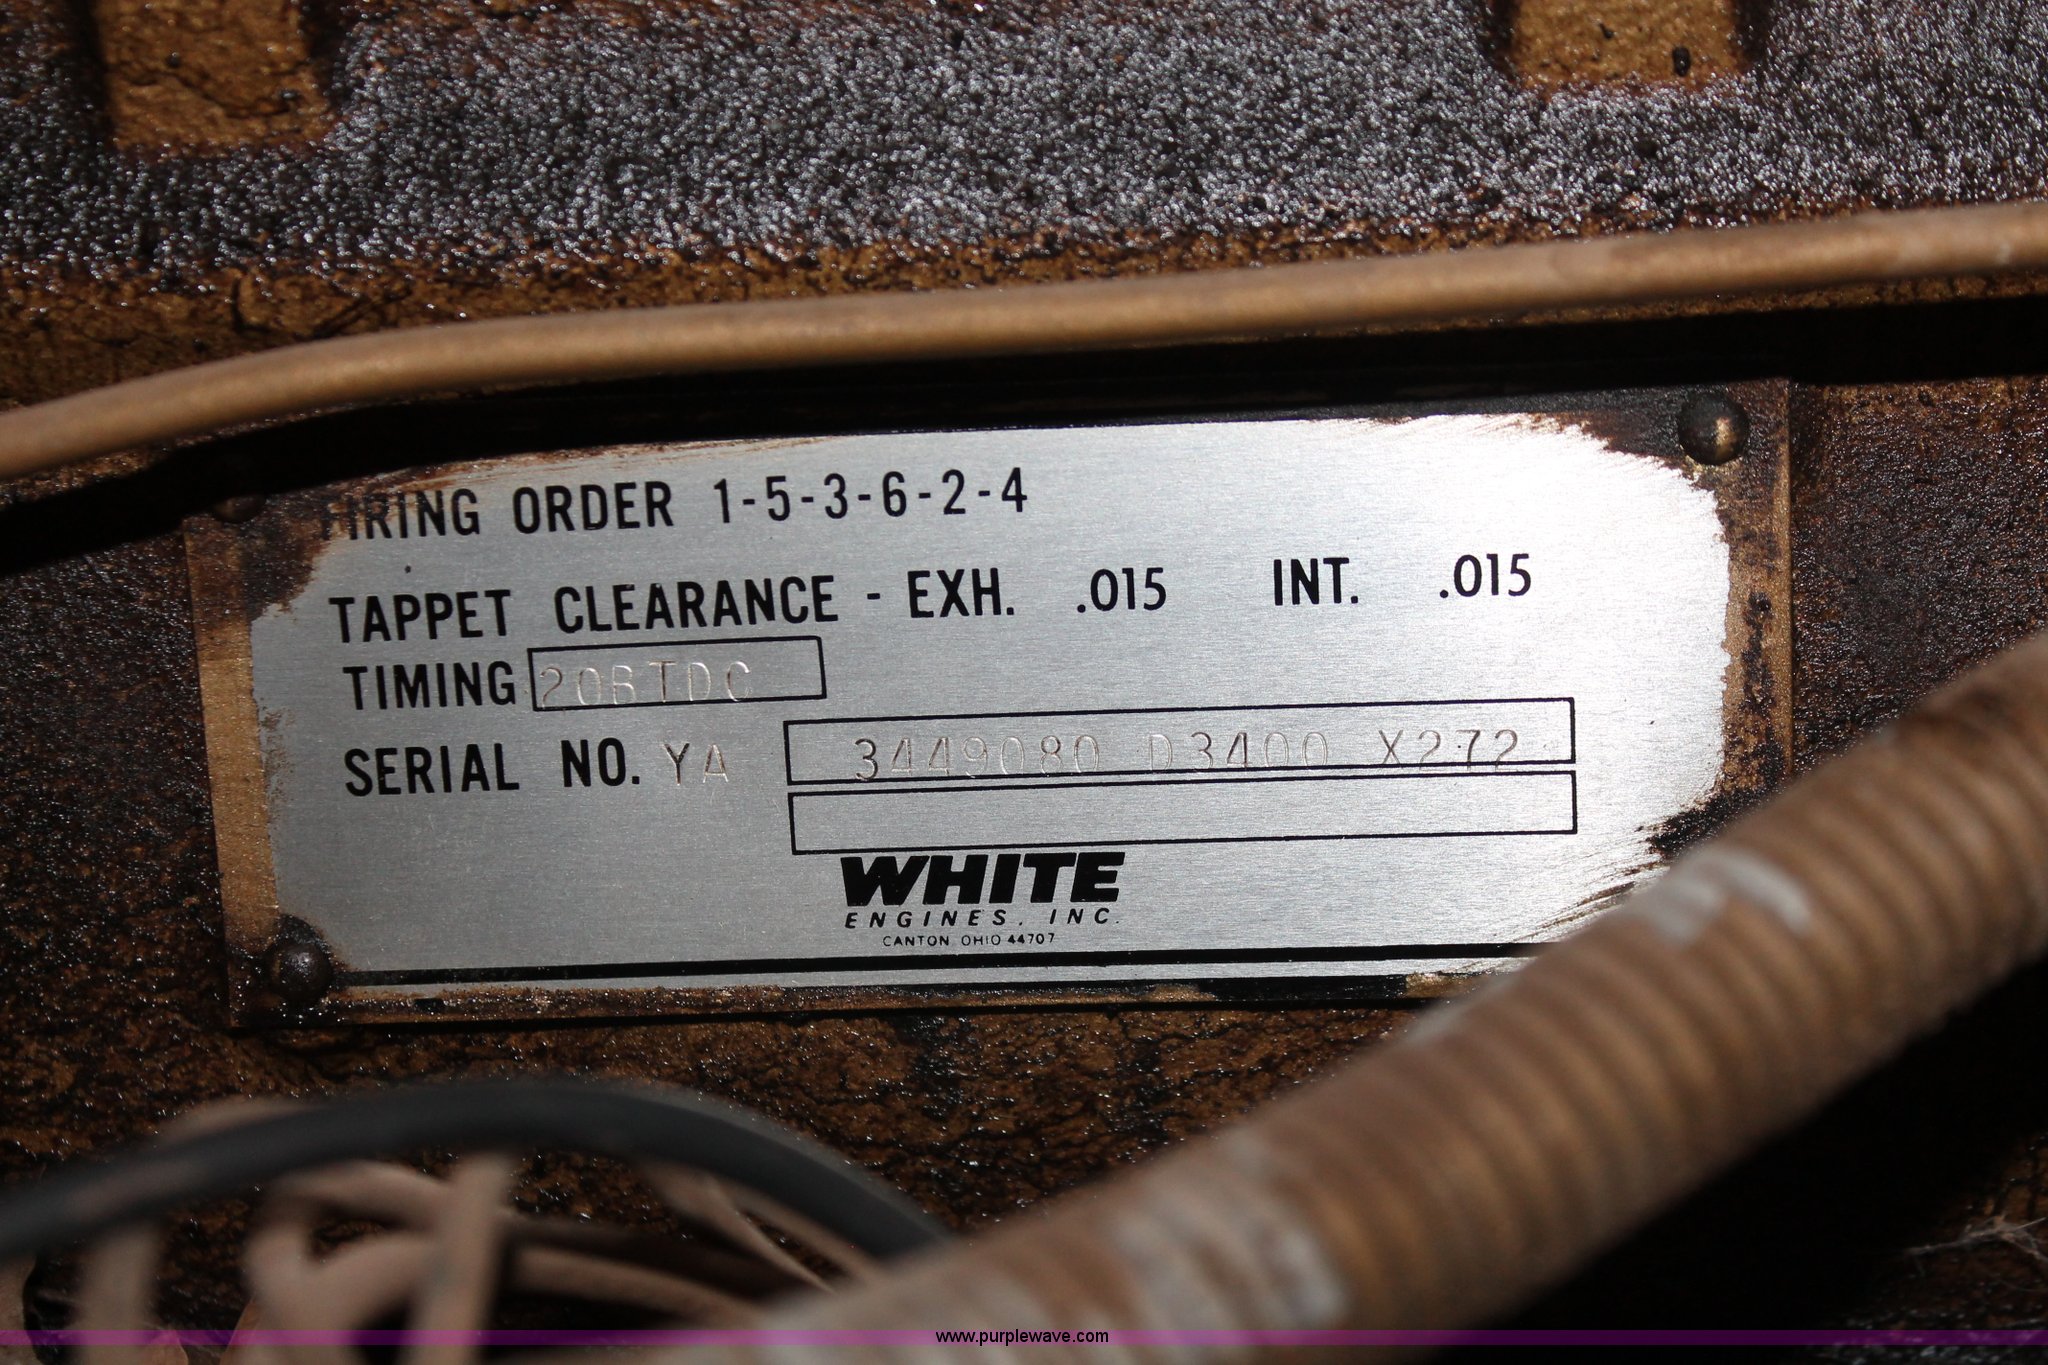 FIRING ORDER 1-5-3-6-2-4
TAPPET CLEARANCE - EXH. .015 INT. .015
TIMING 20BTDC
SERIAL NO. YA 3449080 D3400 X272
WHITE
ENGINES, INC.
CANTON OHIO 44707
www.purplewave.com